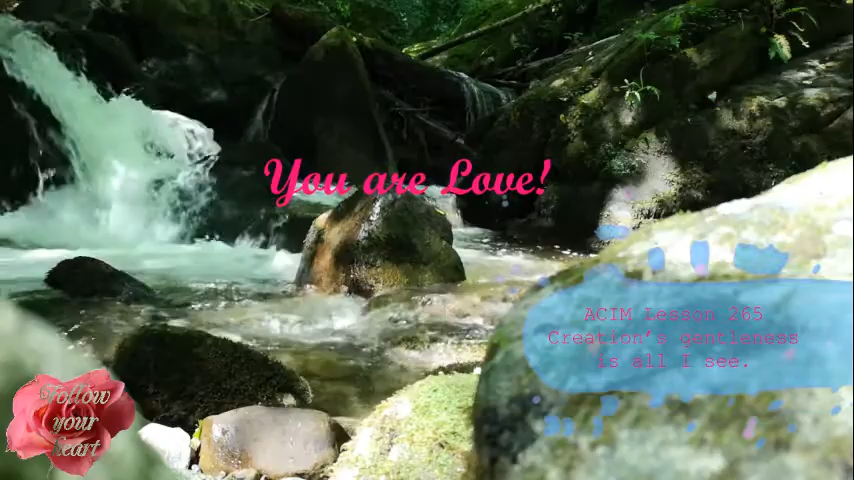 You are Love!
ACIM Lesson 265
Creation's gentleness
is all I see.
Follow
your
heart